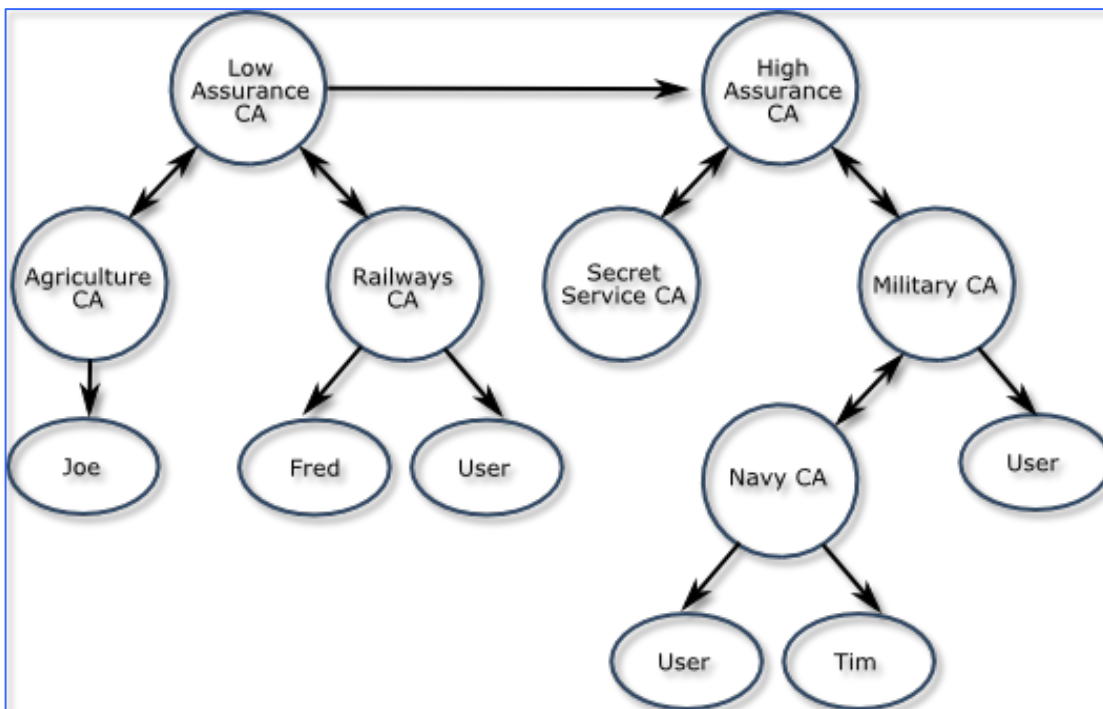 Low
Assurance
CA
High
Assurance
CA
Agriculture
CA
Railways
CA
Secret
Service CA
Military CA
Joe
Fred
User
Navy CA
User
User
Tim